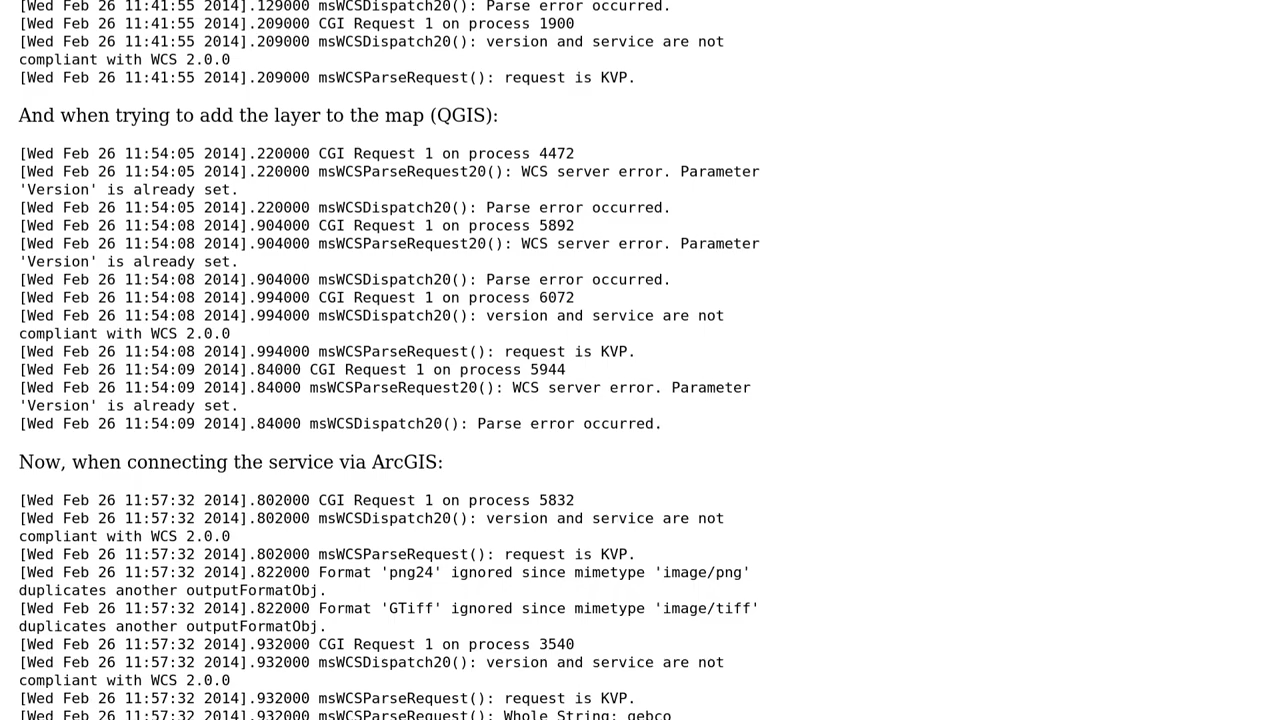 [Wed Feb 26 11:41:55 2014].129000 msWCSDispatch20(): Parse error occurred.
[Wed Feb 26 11:41:55 2014].209000 CGI Request 1 on process 1900
[Wed Feb 26 11:41:55 2014].209000 msWCSDispatch20(): version and service are not
compliant with WCS 2.0.0
[Wed Feb 26 11:41:55 2014].209000 msWCSParseRequest(): request is KVP.
And when trying to add the layer to the map (QGIS):
[Wed Feb 26 11:54:05 2014].220000 CGI Request 1 on process 4472
[Wed Feb 26 11:54:05 2014].220000 msWCSParseRequest20(): WCS server error. Parameter
'Version' is already set.
[Wed Feb 26 11:54:05 2014].220000 msWCSDispatch20(): Parse error occurred.
[Wed Feb 26 11:54:08 2014].904000 CGI Request 1 on process 5892
[Wed Feb 26 11:54:08 2014].904000 msWCSParseRequest20(): WCS server error. Parameter
'Version' is already set.
[Wed Feb 26 11:54:08 2014].904000 msWCSDispatch20(): Parse error occurred.
[Wed Feb 26 11:54:08 2014].994000 CGI Request 1 on process 6072
[Wed Feb 26 11:54:08 2014].994000 msWCSDispatch20(): version and service are not
compliant with WCS 2.0.0
[Wed Feb 26 11:54:08 2014].994000 msWCSParseRequest(): request is KVP.
[Wed Feb 26 11:54:09 2014].84000 CGI Request 1 on process 5944
[Wed Feb 26 11:54:09 2014].84000 msWCSParseRequest20(): WCS server error. Parameter
'Version' is already set.
[Wed Feb 26 11:54:09 2014].84000 msWCSDispatch20(): Parse error occurred.
Now, when connecting the service via ArcGIS:
[Wed Feb 26 11:57:32 2014].802000 CGI Request 1 on process 5832
[Wed Feb 26 11:57:32 2014].802000 msWCSDispatch20(): version and service are not
compliant with WCS 2.0.0
[Wed Feb 26 11:57:32 2014].802000 msWCSParseRequest(): request is KVP.
[Wed Feb 26 11:57:32 2014].822000 Format 'png24' ignored since mimetype 'image/png'
duplicates another outputFormatObj.
[Wed Feb 26 11:57:32 2014].822000 Format 'GTiff' ignored since mimetype 'image/tiff'
duplicates another outputFormatObj.
[Wed Feb 26 11:57:32 2014].932000 CGI Request 1 on process 3540
[Wed Feb 26 11:57:32 2014].932000 msWCSDispatch20(): version and service are not
compliant with WCS 2.0.0
[Wed Feb 26 11:57:32 2014].932000 msWCSParseRequest(): request is KVP.
[Wed Feb 26 11:57:32 2014].932000 msWCSParseRequest(): Whole String: gebco